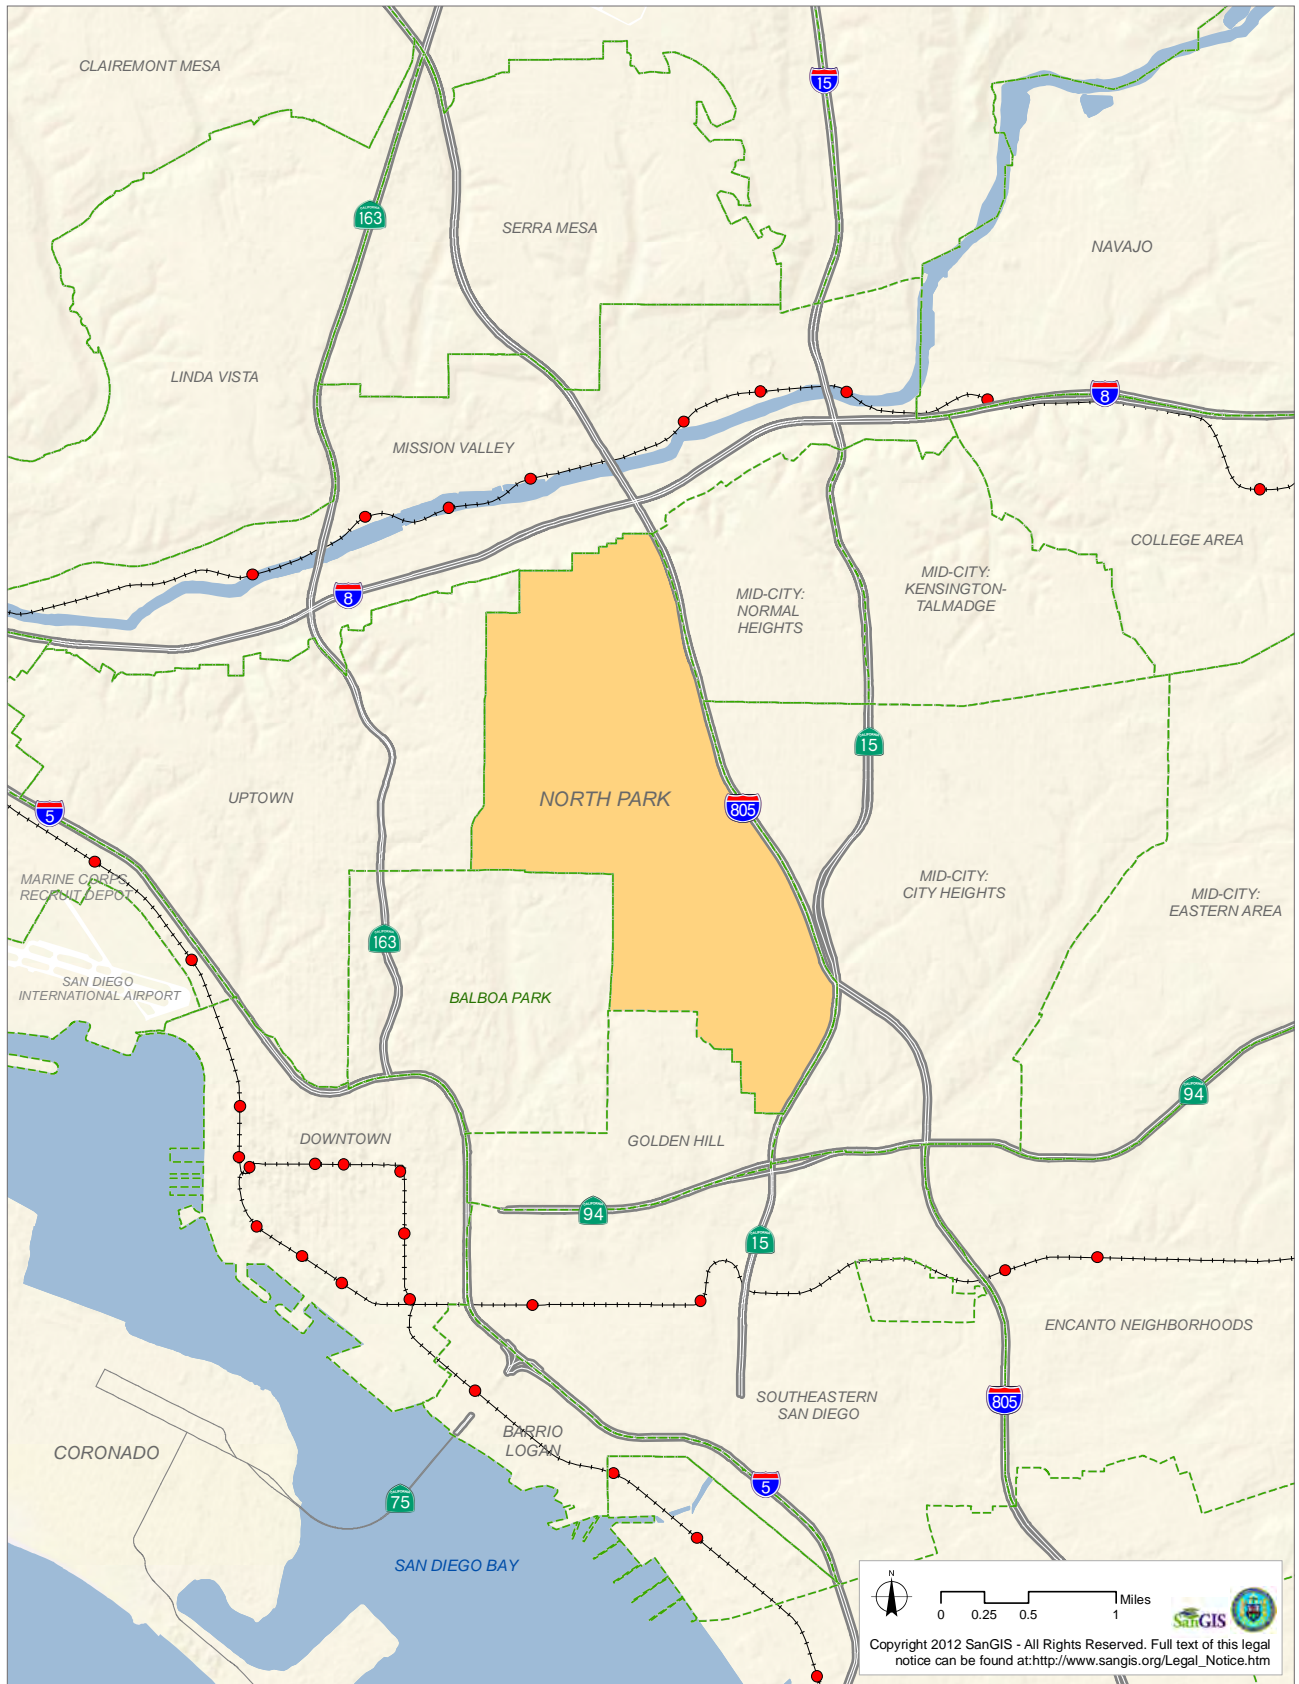 CLAIREMONT MESA
15
163
SERRA MESA
NAVAJO
LINDA VISTA
8
MISSION VALLEY
COLLEGE AREA
MID-CITY:
KENSINGTON-
TALMADGE
MID-CITY:
NORMAL
HEIGHTS
8
15
UPTOWN
NORTH PARK
805
5
MARINE CORPS
RECRUIT DEPOT
MID-CITY:
CITY HEIGHTS
MID-CITY:
EASTERN AREA
163
SAN DIEGO
INTERNATIONAL AIRPORT
BALBOA PARK
94
DOWNTOWN
GOLDEN HILL
94
15
ENCANTO NEIGHBORHOODS
SOUTHEASTERN
SAN DIEGO
805
BARRIO
LOGAN
CORONADO
5
75
SAN DIEGO BAY
N
Miles
0 0.25 0.5 1
SanGIS
Copyright 2012 SanGIS - All Rights Reserved. Full text of this legal
notice can be found at:http://www.sangis.org/Legal_Notice.htm